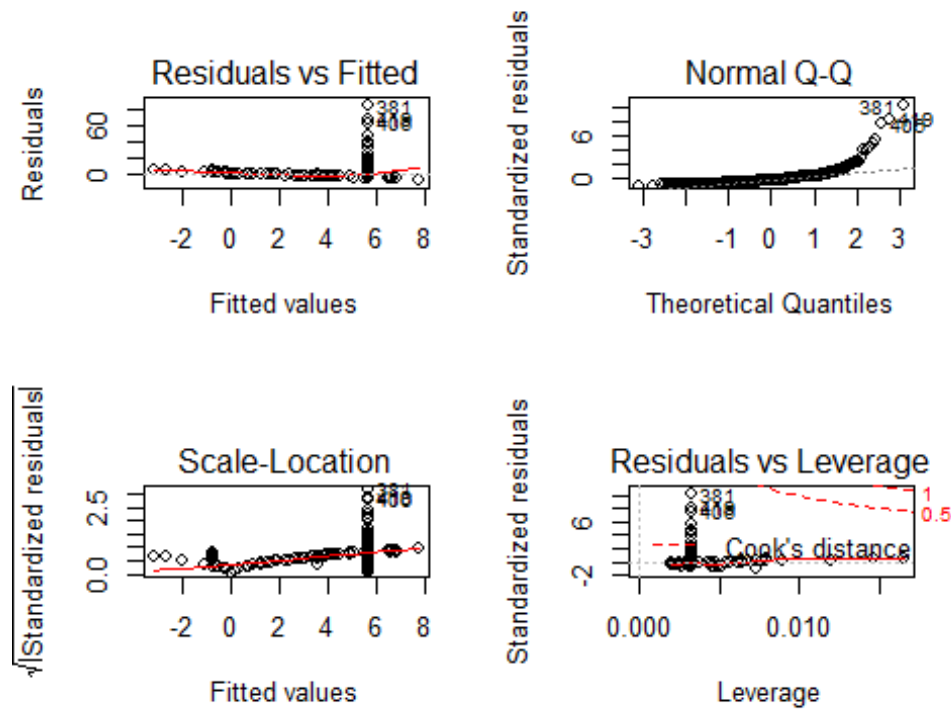 Residuals vs Fitted
Residuals
60
0
381
-2 0 2 4 6 8
Fitted values
Normal Q-Q
Standardized residuals
6
0
381
-3 -1 0 1 2 3
Theoretical Quantiles
Scale-Location
√|Standardized residuals|
2.5
0.0
381
-2 0 2 4 6 8
Fitted values
Residuals vs Leverage
Standardized residuals
6
-2
381
1
0.5
Cook's distance
0.000 0.010
Leverage